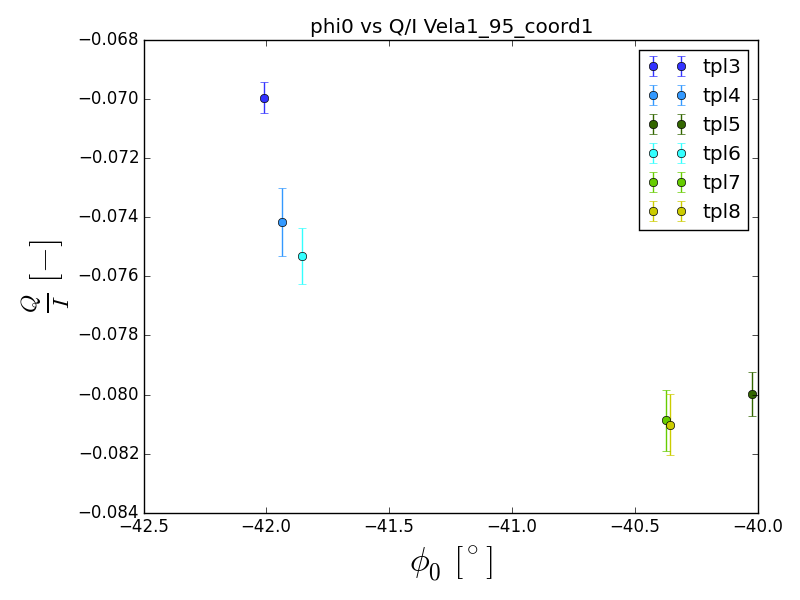 phi0 vs Q/I Vela1_95_coord1
−0.068
−0.070
−0.072
−0.074
−0.076
−0.078
−0.080
−0.082
−0.084
Q/I [−]
tpl3
tpl4
tpl5
tpl6
tpl7
tpl8
−42.5 −42.0 −41.5 −41.0 −40.5 −40.0
ϕ₀ [°]